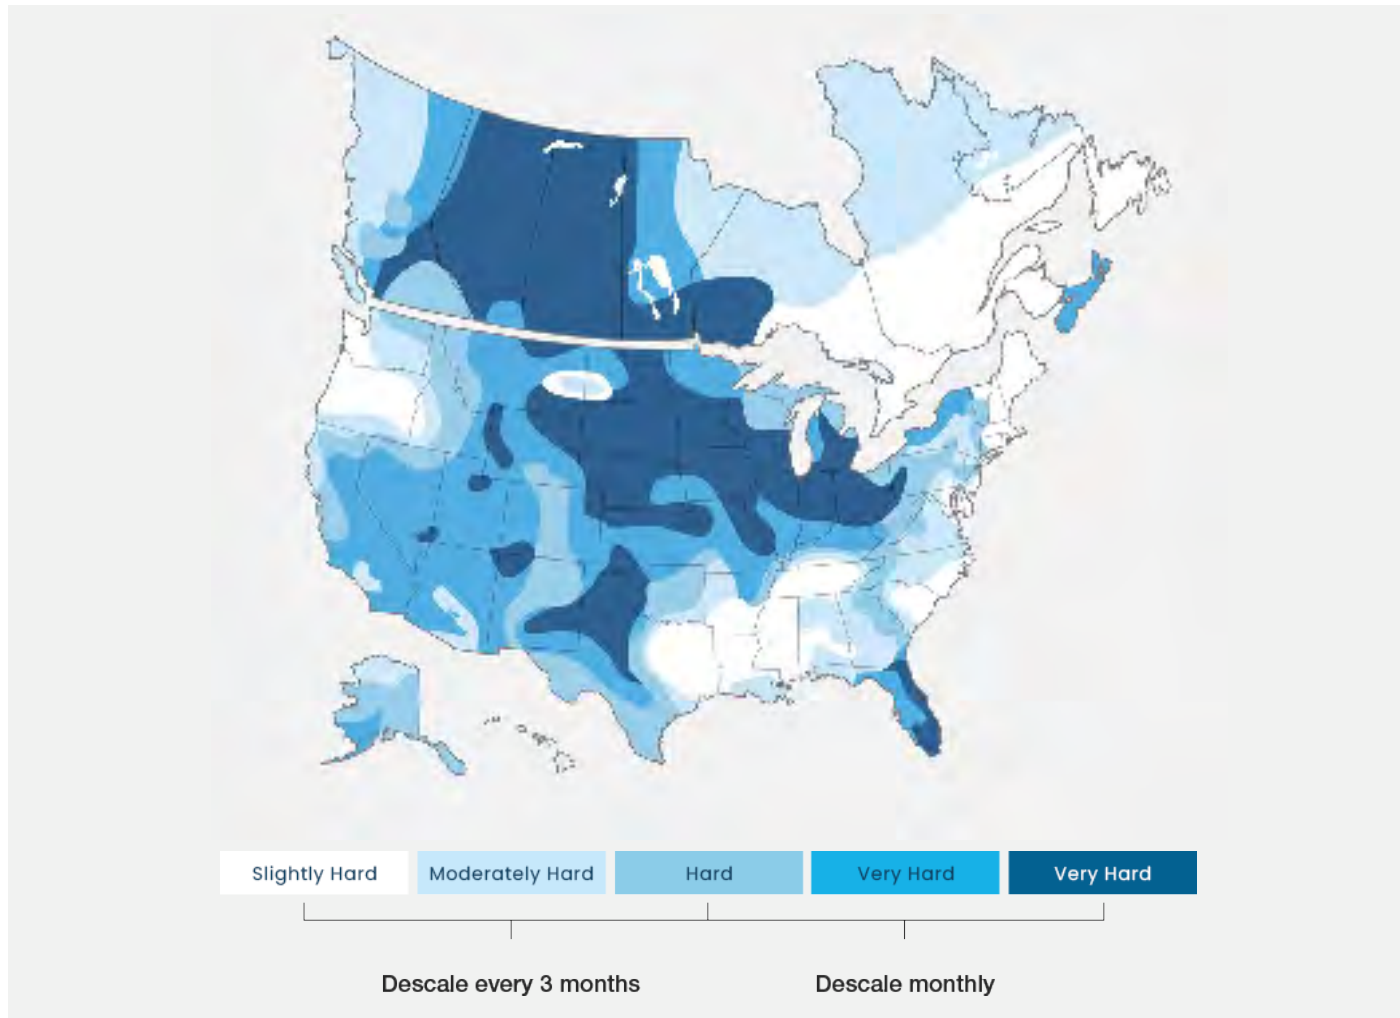 Slightly Hard
Moderately Hard
Hard
Very Hard
Very Hard
Descale every 3 months
Descale monthly